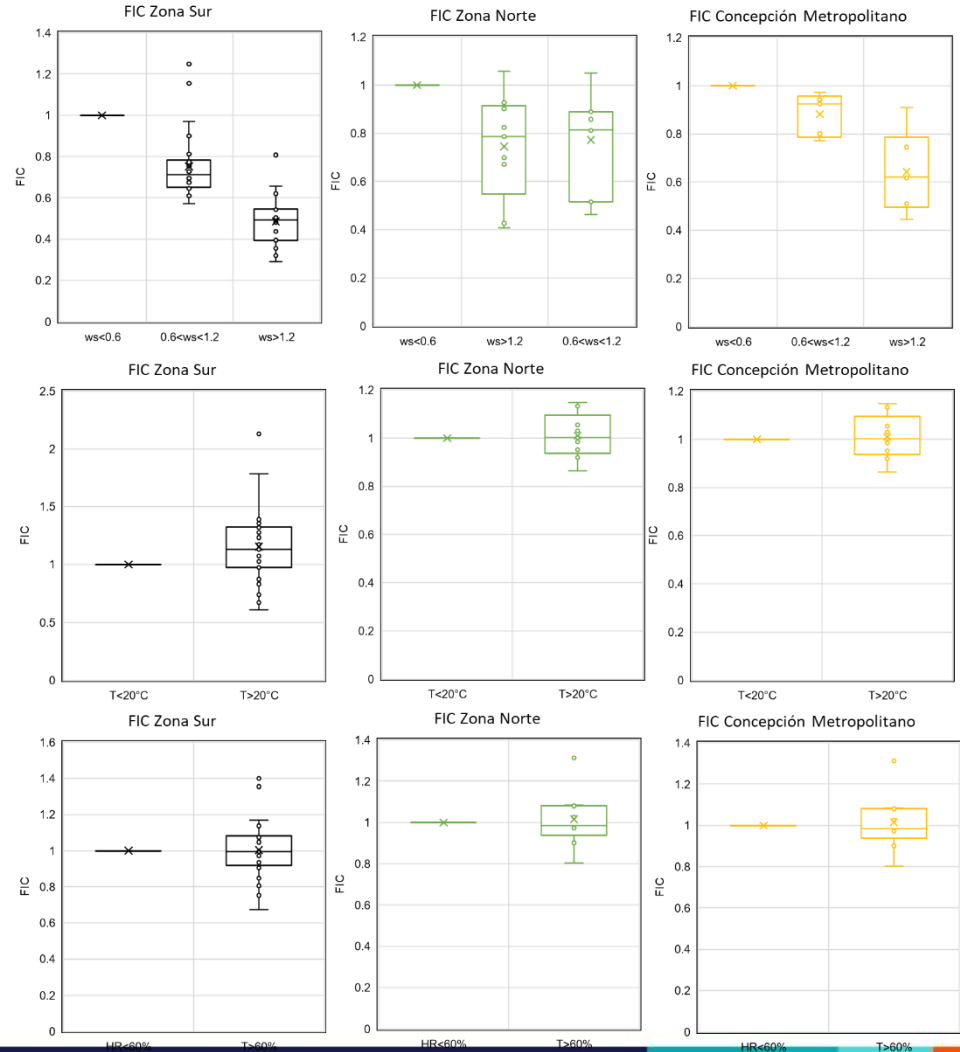 FIC Zona Sur
FIC
1.4
1.2
1
0.8
0.6
0.4
0.2
0
ws<0.6 0.6<ws<1.2 ws>1.2
FIC Zona Norte
FIC
1.2
1
0.8
0.6
0.4
0.2
0
ws<0.6 ws>1.2 0.6<ws<1.2
FIC Concepción Metropolitano
FIC
1.2
1
0.8
0.6
0.4
0.2
0
ws<0.6 0.6<ws<1.2 ws>1.2
FIC Zona Sur
FIC
2.5
2
1.5
1
0.5
0
T<20°C T>20°C
FIC Zona Norte
FIC
1.2
1
0.8
0.6
0.4
0.2
0
T<20°C T>20°C
FIC Concepción Metropolitano
FIC
1.2
1
0.8
0.6
0.4
0.2
0
T<20°C T>20°C
FIC Zona Sur
FIC
1.6
1.4
1.2
1
0.8
0.6
0.4
0.2
0
HR<60% T>60%
FIC Zona Norte
FIC
1.4
1.2
1
0.8
0.6
0.4
0.2
0
HR<60% T>60%
FIC Concepción Metropolitano
FIC
1.4
1.2
1
0.8
0.6
0.4
0.2
0
HR<60% T>60%